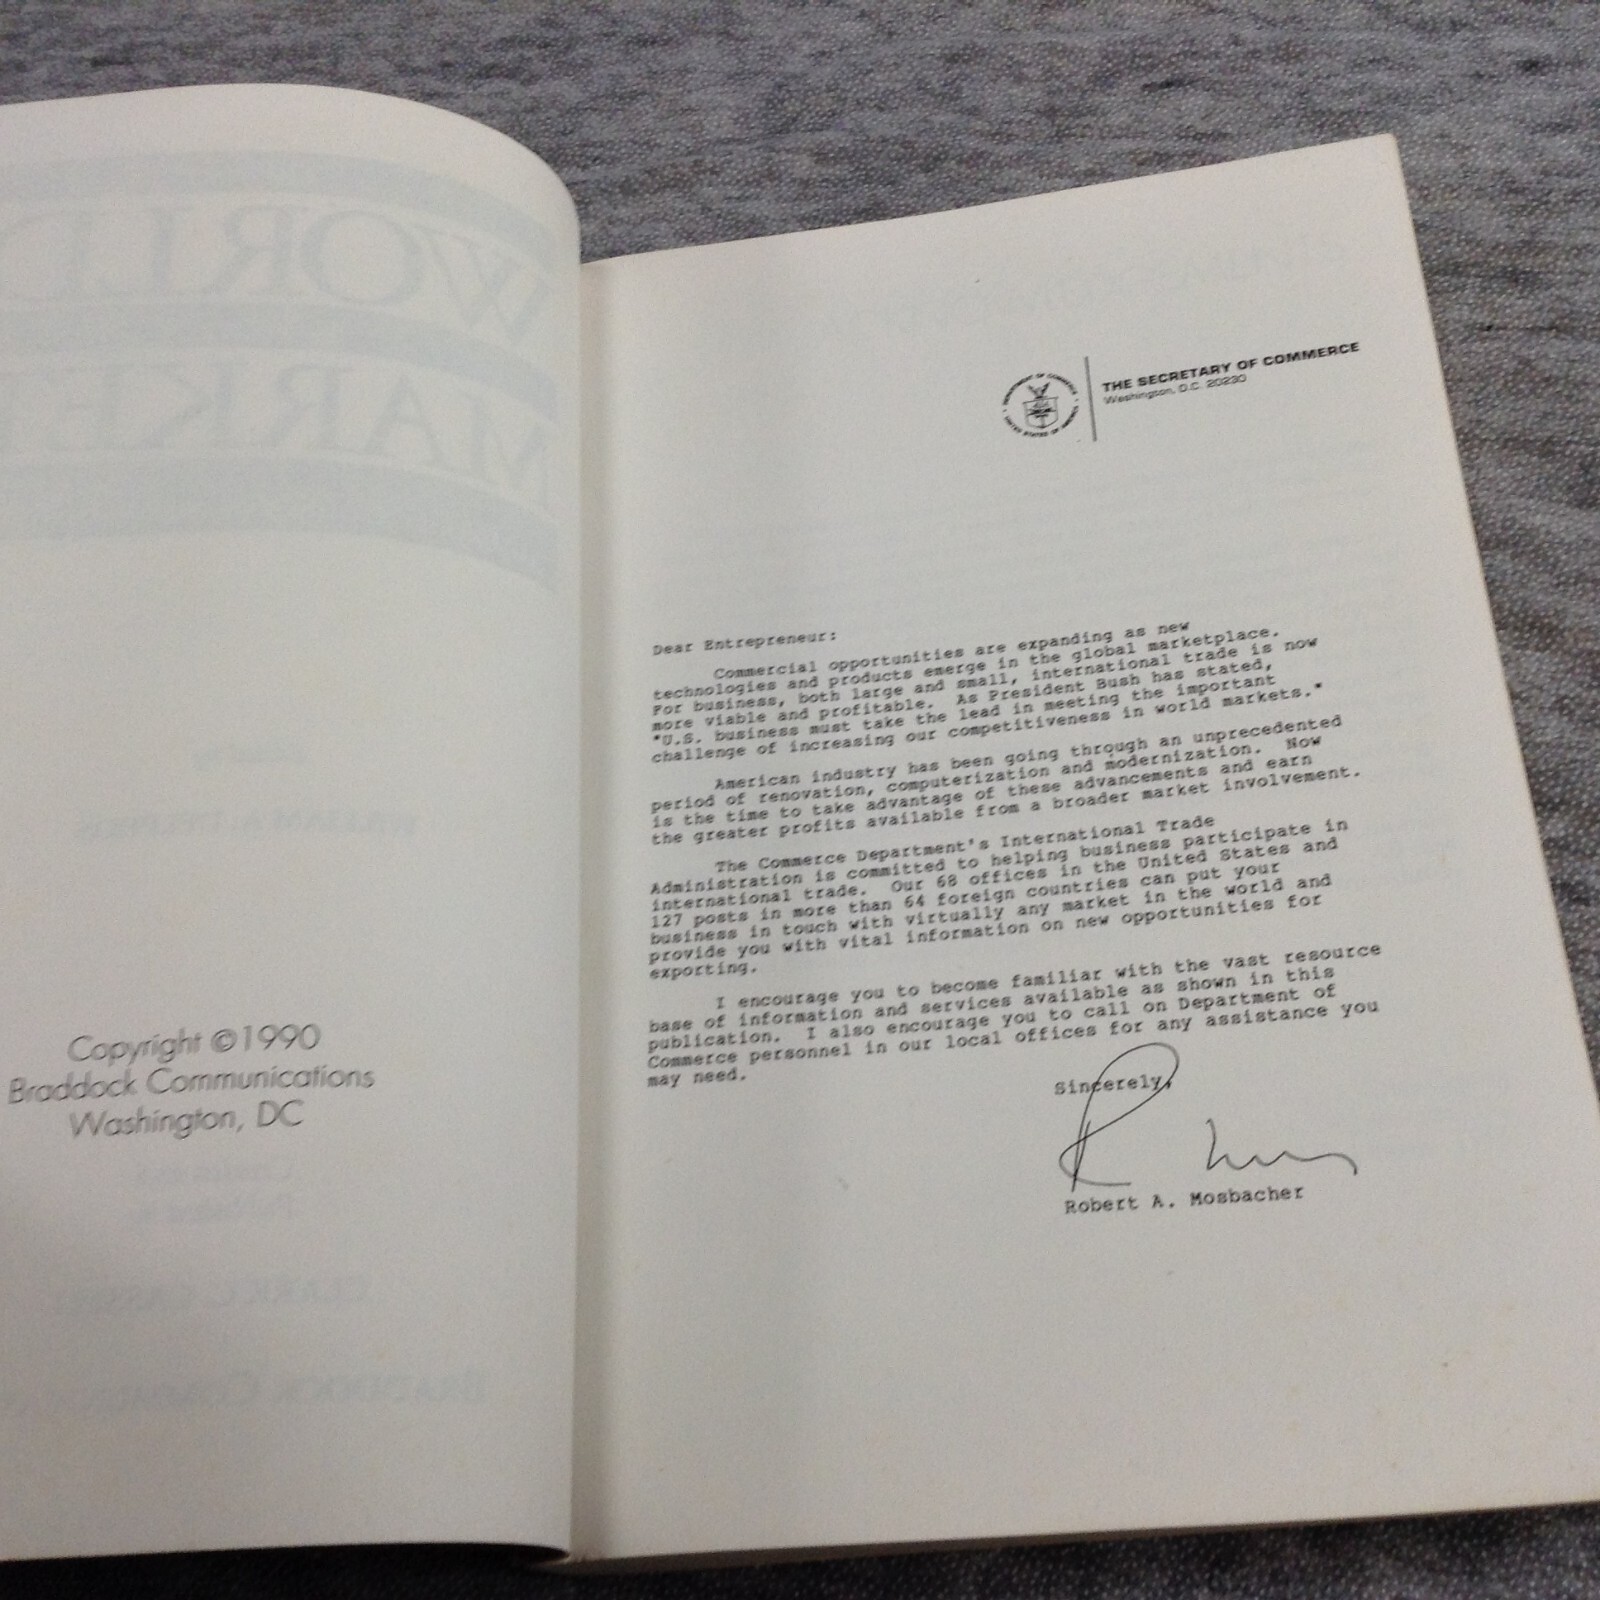 Copyright ©1990
Braddock Communications
Washington, DC
DEPARTMENT OF COMMERCE
UNITED STATES OF AMERICA
THE SECRETARY OF COMMERCE
Washington, D.C. 20230
Dear Entrepreneur:
Commercial opportunities are expanding as new
technologies and products emerge in the global marketplace.
For business, both large and small, international trade is now
more viable and profitable. As President Bush has stated,
"U.S. business must take the lead in meeting the important
challenge of increasing our competitiveness in world markets."
American industry has been going through an unprecedented
period of renovation, computerization and modernization. Now
is the time to take advantage of these advancements and earn
the greater profits available from a broader market involvement.
The Commerce Department's International Trade
Administration is committed to helping business participate in
international trade. Our 68 offices in the United States and
127 posts in more than 64 foreign countries can put your
business in touch with virtually any market in the world and
provide you with vital information on new opportunities for
exporting.
I encourage you to become familiar with the vast resource
base of information and services available as shown in this
publication. I also encourage you to call on Department of
Commerce personnel in our local offices for any assistance you
may need.
Sincerely,
Robert A. Mosbacher